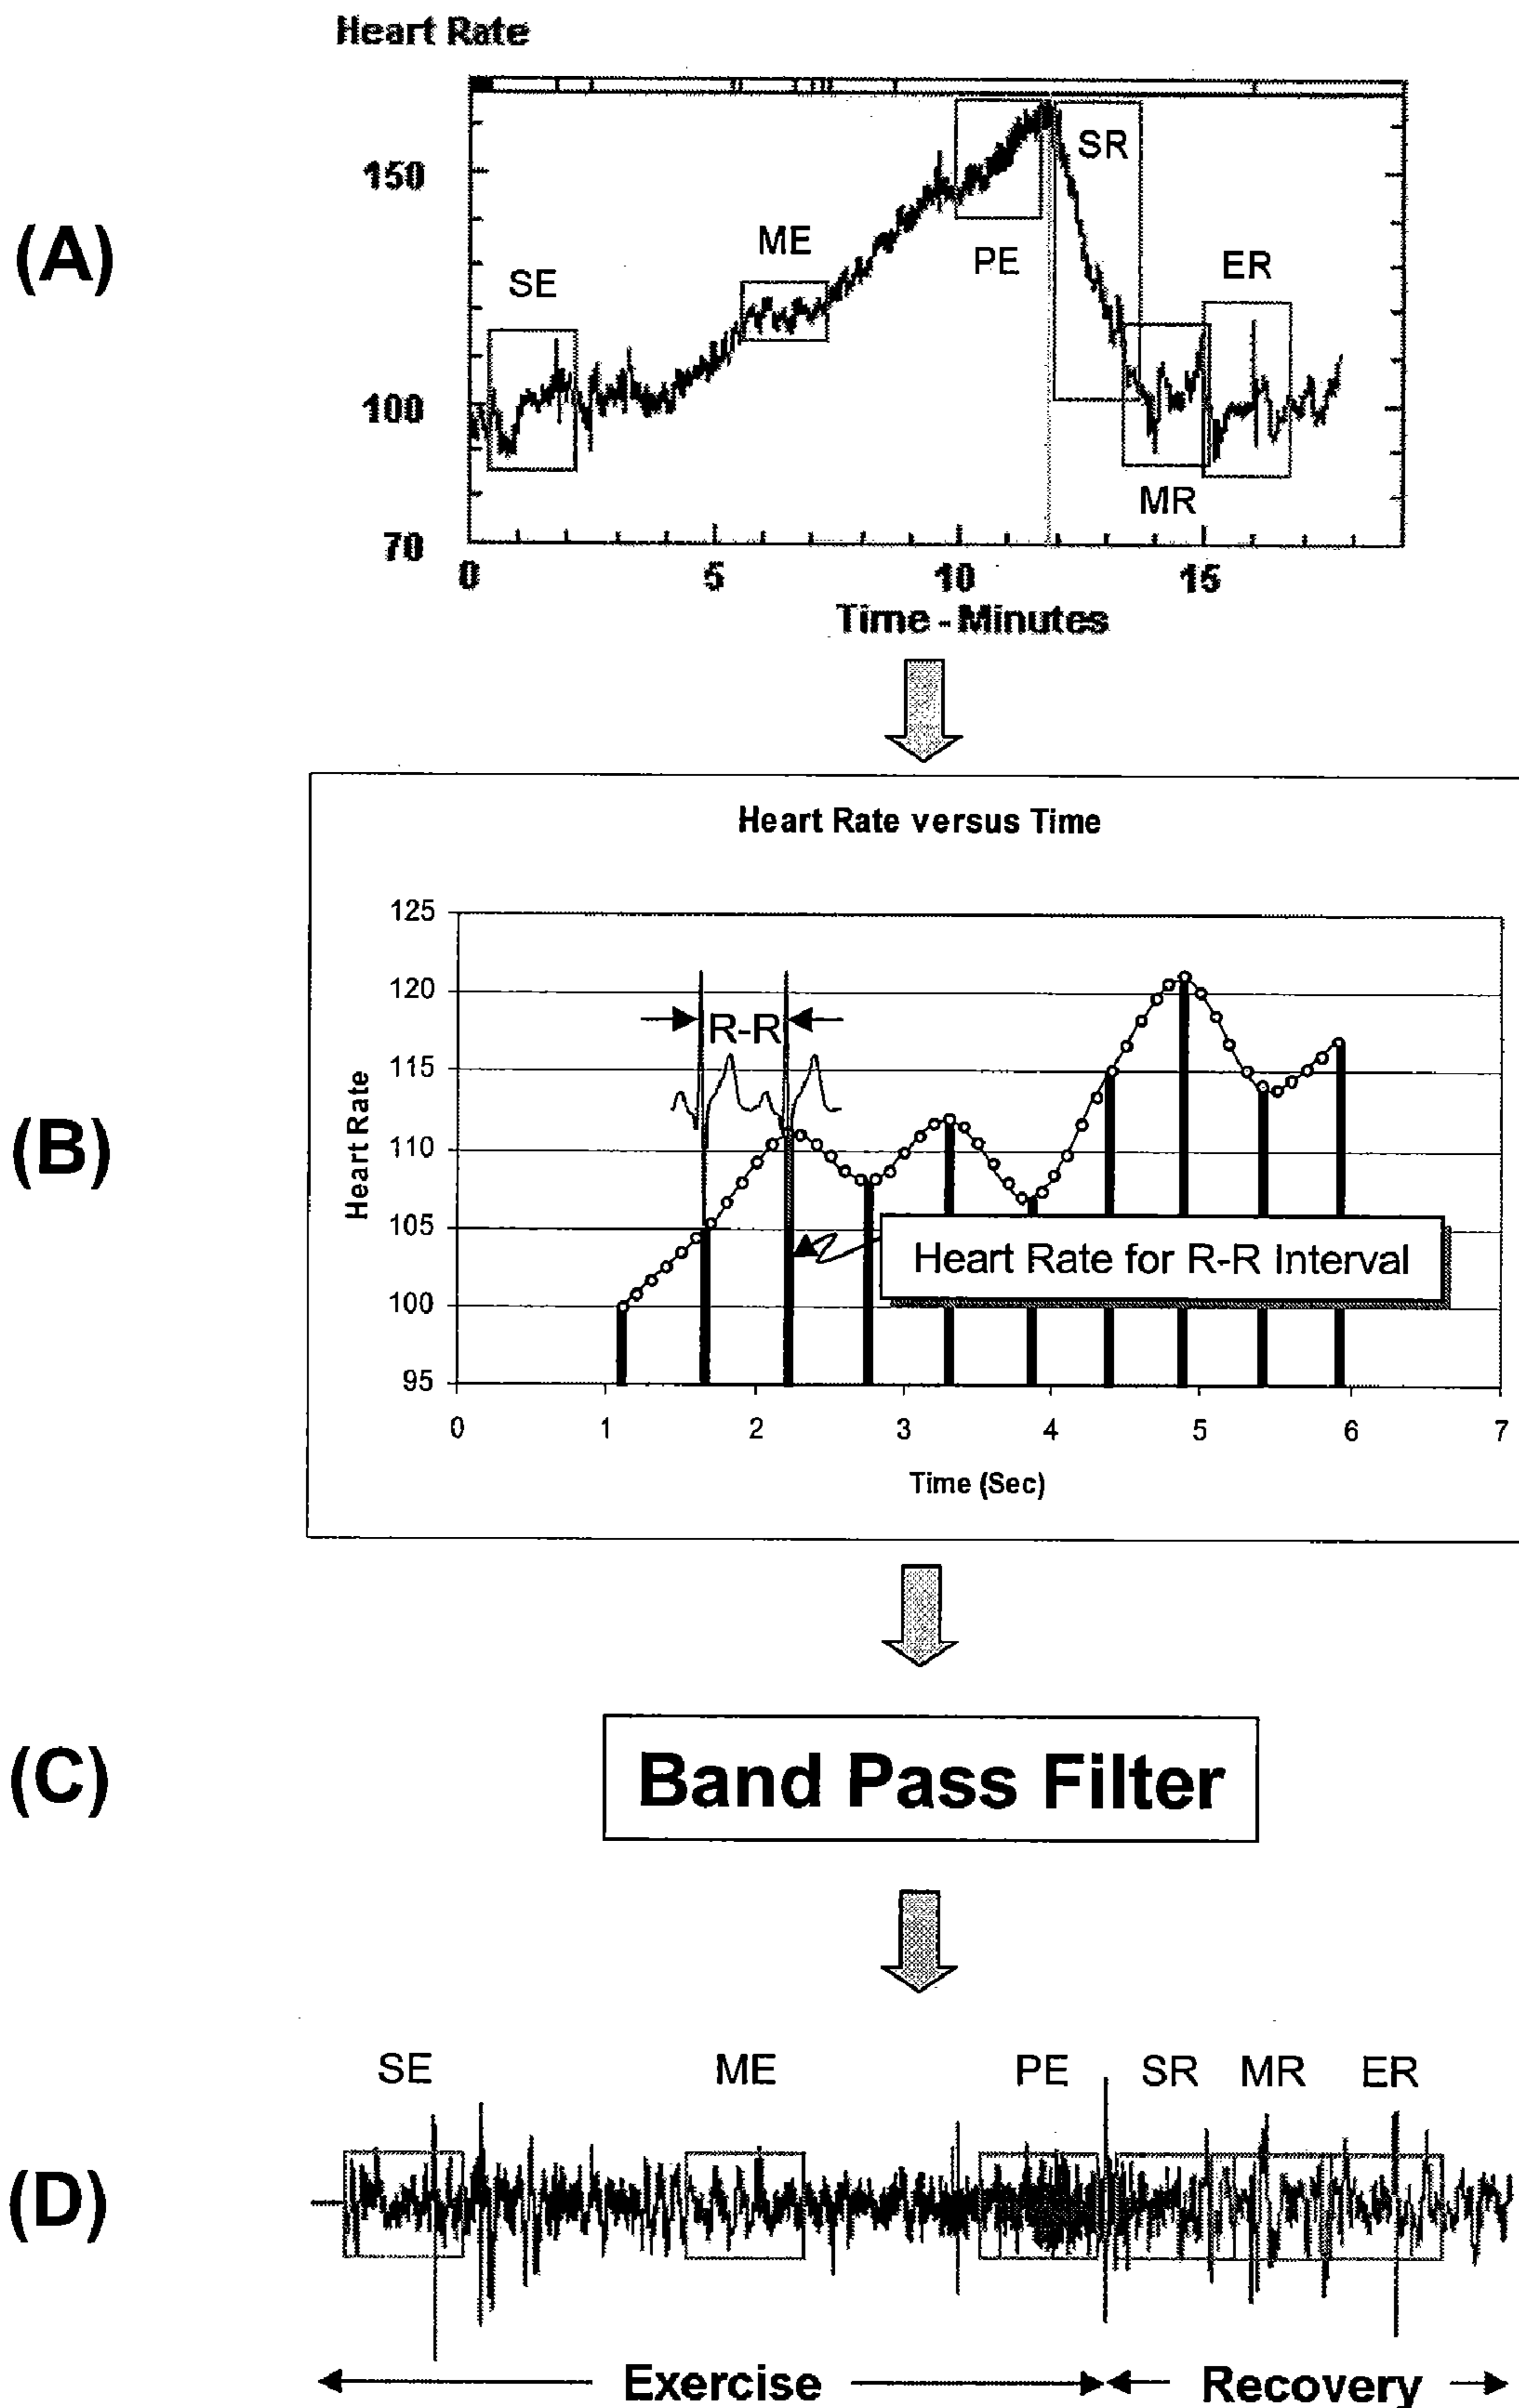 Heart Rate
(A)
150
100
70
SE
ME
PE
SR
ER
MR
0 5 10 15
Time - Minutes
Heart Rate versus Time
(B)
Heart Rate
125
120
115
110
105
100
95
R-R
Heart Rate for R-R Interval
0 1 2 3 4 5 6 7
Time (Sec)
(C)
Band Pass Filter
(D)
SE ME PE SR MR ER
Exercise Recovery